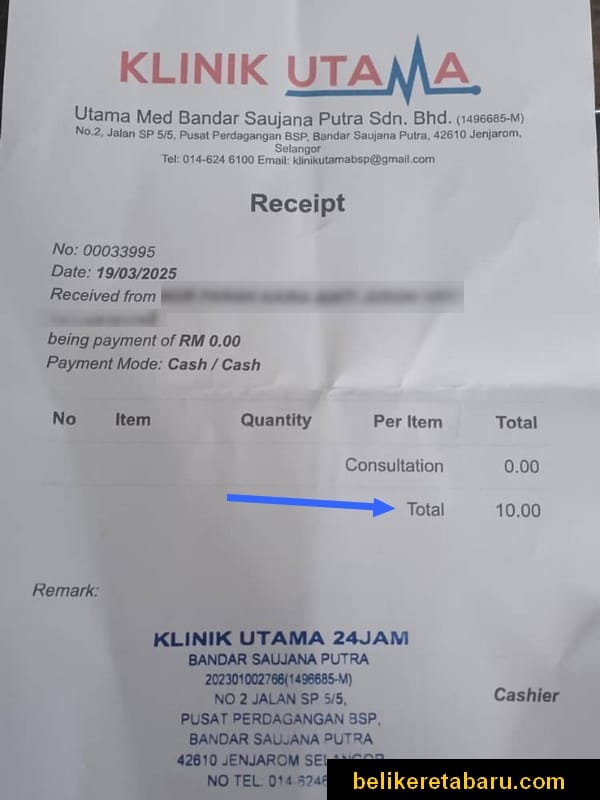 KLINIK UTAMA
Utama Med Bandar Saujana Putra Sdn. Bhd. (1496685-M)
No.2, Jalan SP 5/5, Pusat Perdagangan BSP, Bandar Saujana Putra, 42610 Jenjarom,
Selangor
Tel: 014-624 6100 Email: klinikutamabsp@gmail.com
Receipt
No: 00033995
Date: 19/03/2025
Received from
being payment of RM 0.00
Payment Mode: Cash / Cash
No Item Quantity Per Item Total
Consultation 0.00
Total 10.00
Remark:
KLINIK UTAMA 24JAM
BANDAR SAUJANA PUTRA
202301002766(1496685-M)
NO 2 JALAN SP 5/5,
PUSAT PERDAGANGAN BSP,
BANDAR SAUJANA PUTRA
42610 JENJAROM SELANGOR
NO TEL. 014-6246
Cashier
belikeretabaru.com